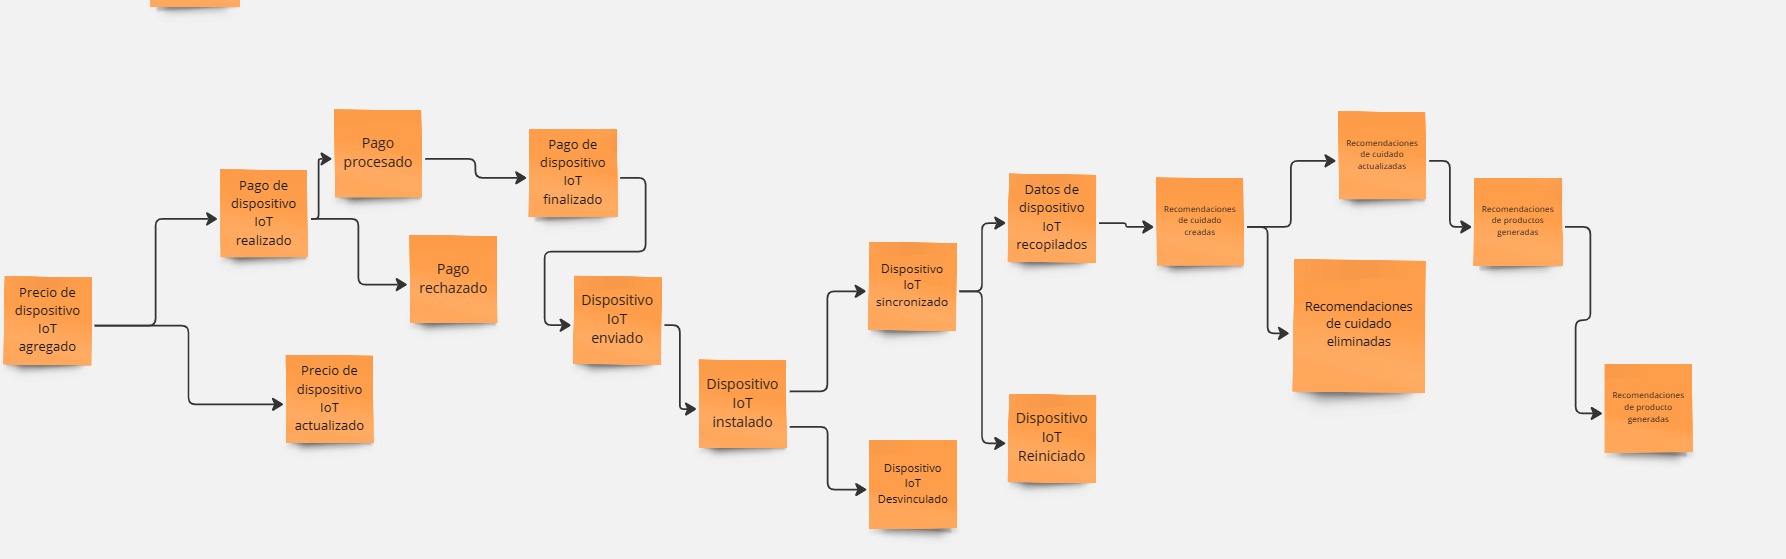 Precio de
dispositivo
IoT
agregado
Pago de
dispositivo
IoT
realizado
Precio de
dispositivo
IoT
actualizado
Pago
procesado
Pago
rechazado
Pago de
dispositivo
IoT
finalizado
Dispositivo
IoT
enviado
Dispositivo
IoT
instalado
Dispositivo
IoT
sincronizado
Dispositivo
IoT
Desvinculado
Datos de
dispositivo
IoT
recopilados
Dispositivo
IoT
Reiniciado
Recomendaciones
de cuidado
creadas
Recomendaciones
de cuidado
actualizadas
Recomendaciones
de cuidado
eliminadas
Recomendaciones
de productos
generadas
Recomendaciones
de producto
generadas